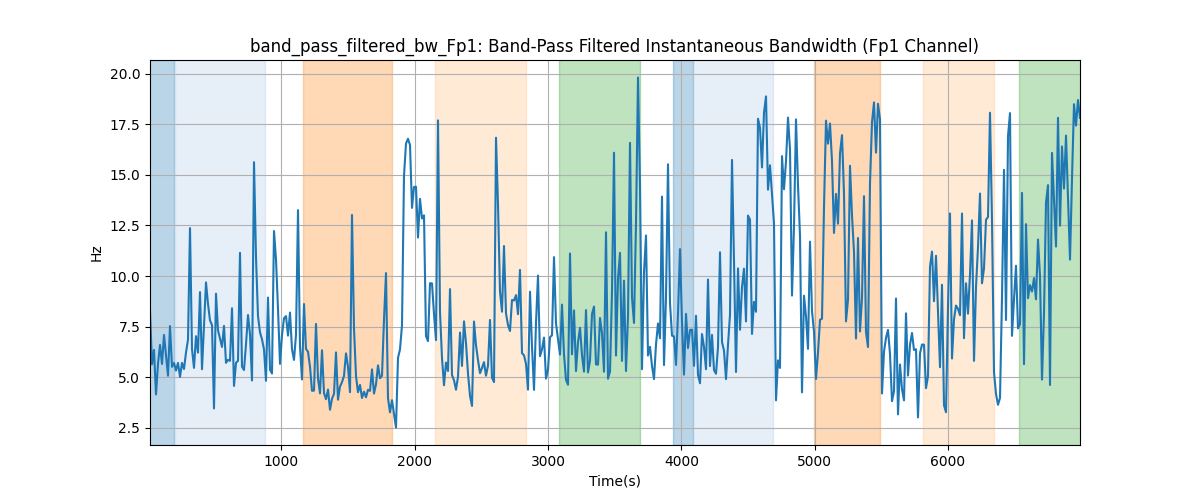 band_pass_filtered_bw_Fp1: Band-Pass Filtered Instantaneous Bandwidth (Fp1 Channel)
20.0
17.5
15.0
12.5
10.0
7.5
5.0
2.5
Hz
1000 2000 3000 4000 5000 6000
Time(s)